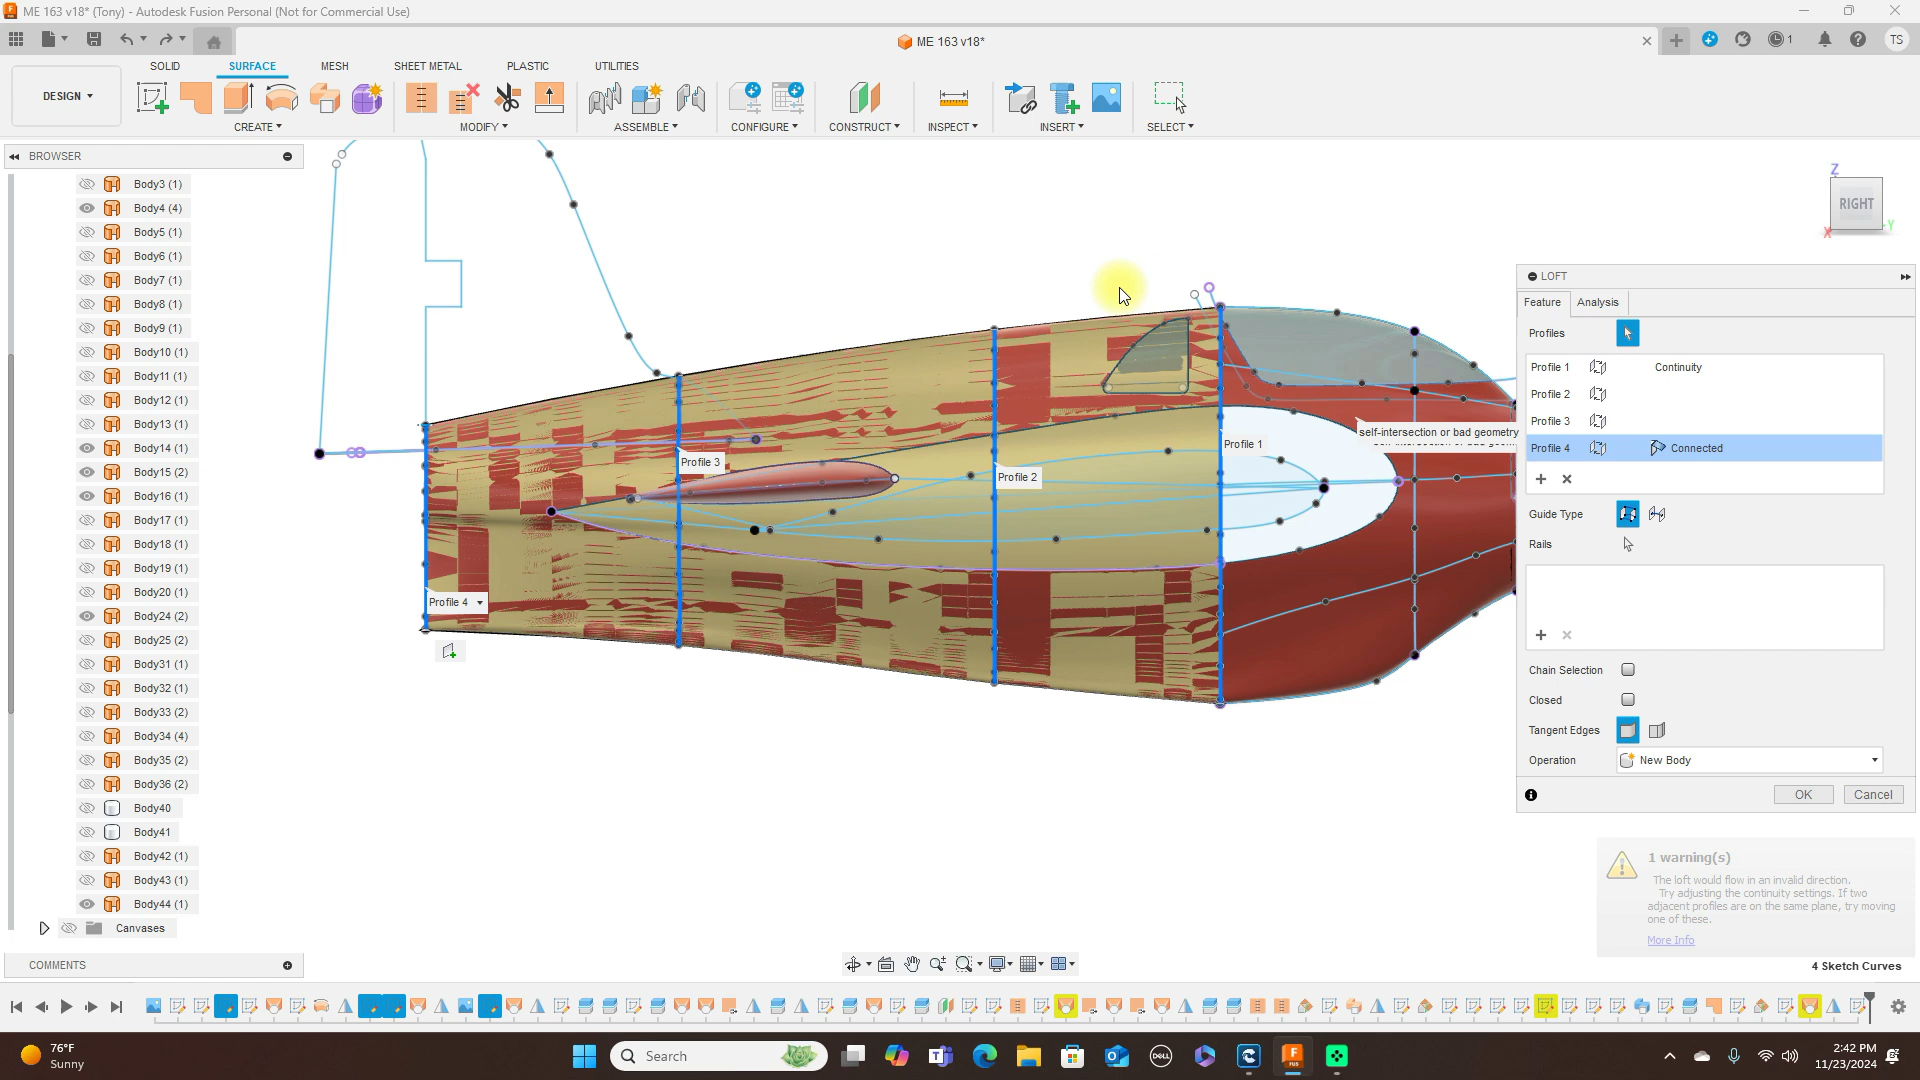 ME 163 v18* (Tony) - Autodesk Fusion Personal (Not for Commercial Use)
ME 163 v18*
1
TS
SOLID SURFACE MESH SHEET METAL PLASTIC UTILITIES
DESIGN
CREATE MODIFY ASSEMBLE CONFIGURE CONSTRUCT INSPECT INSERT SELECT
BROWSER
Body3 (1)
Body4 (4)
Body5 (1)
Body6 (1)
Body7 (1)
Body8 (1)
Body9 (1)
Body10 (1)
Body11 (1)
Body12 (1)
Body13 (1)
Body14 (1)
Body15 (2)
Body16 (1)
Body17 (1)
Body18 (1)
Body19 (1)
Body20 (1)
Body24 (2)
Body25 (2)
Body31 (1)
Body32 (1)
Body33 (2)
Body34 (4)
Body35 (2)
Body36 (2)
Body40
Body41
Body42 (1)
Body43 (1)
Body44 (1)
Canvases
COMMENTS
Profile 4
Profile 3
Profile 2
Profile 1
self-intersection or bad geometry
Z
RIGHT
X
Y
LOFT
Feature Analysis
Profiles
Profile 1 Continuity
Profile 2
Profile 3
Profile 4 Connected
Guide Type
Rails
Chain Selection
Closed
Tangent Edges
Operation New Body
OK Cancel
1 warning(s)
The loft would flow in an invalid direction.
Try adjusting the continuity settings. If two
adjacent profiles are on the same plane, try moving
one of these.
More Info
4 Sketch Curves
76°F
Sunny
Search
DELL
2:42 PM
11/23/2024